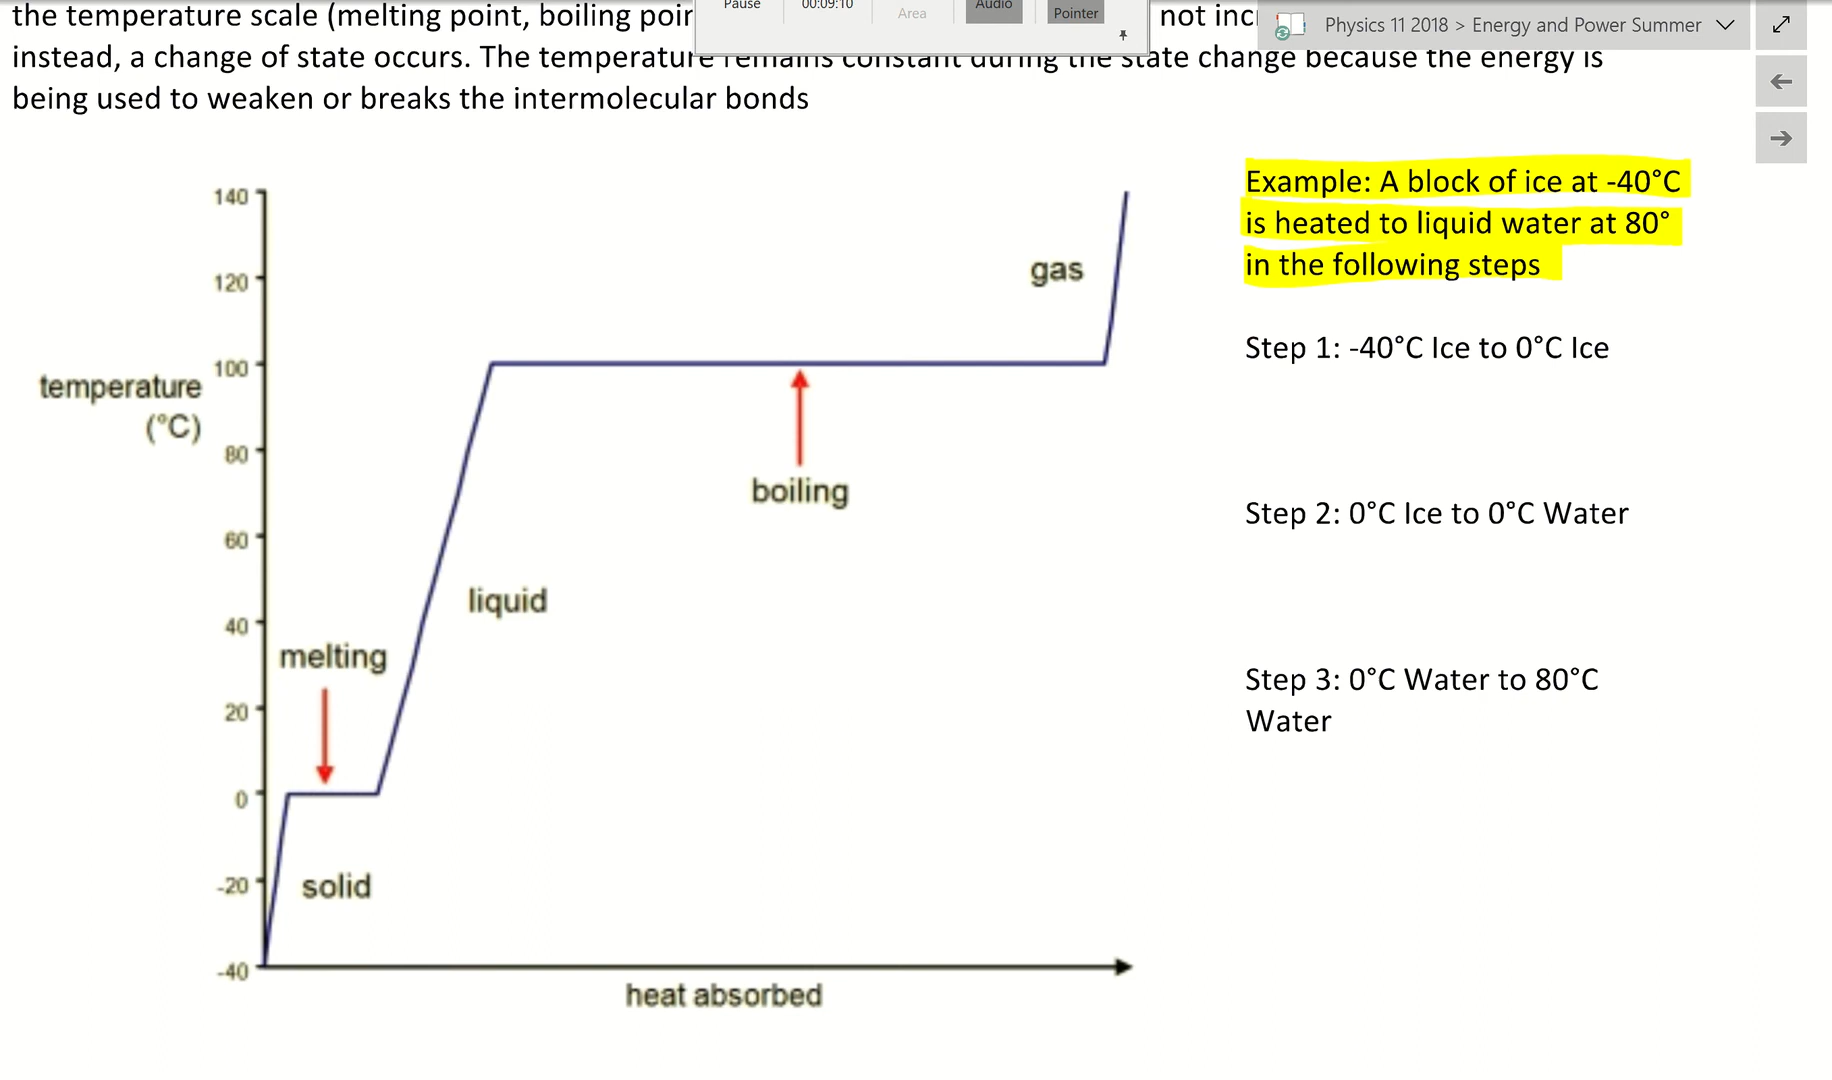 the temperature scale (melting point, boiling poi
not inc
Pause
00:09:10
Area
Audio
Pointer
Physics 11 2018 > Energy and Power Summer
instead, a change of state occurs. The temperature remains constant during the state change because the energy is
being used to weaken or breaks the intermolecular bonds
Example: A block of ice at -40°C
is heated to liquid water at 80°
in the following steps
Step 1: -40°C Ice to 0°C Ice
Step 2: 0°C Ice to 0°C Water
Step 3: 0°C Water to 80°C
Water
140
120
100
80
60
40
20
0
-20
-40
temperature
(°C)
gas
boiling
liquid
melting
solid
heat absorbed